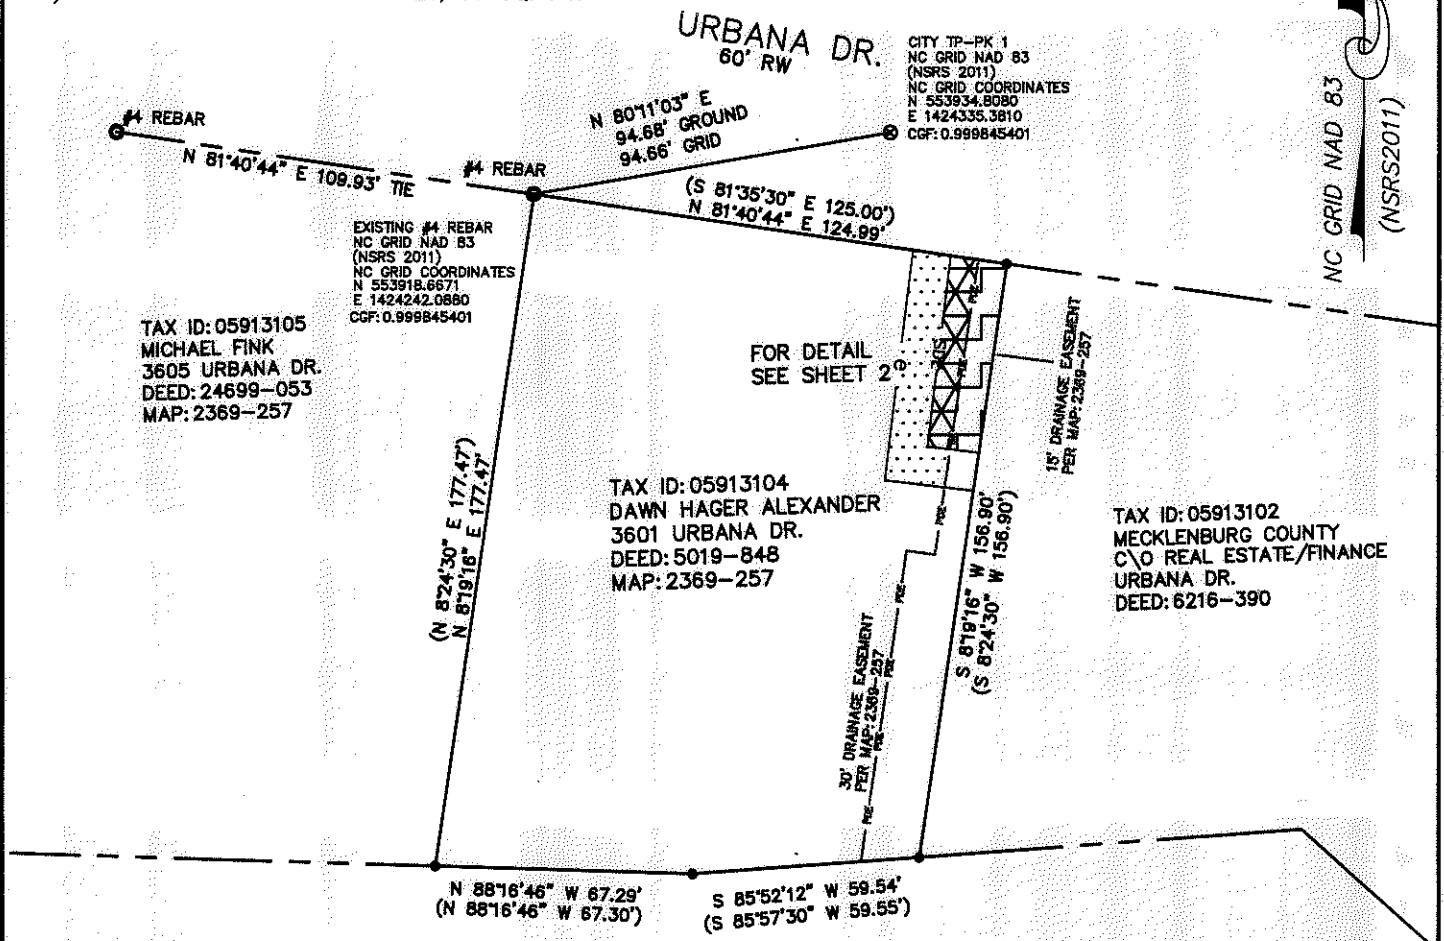 URBANA DR.
60' RW
CITY TP-PK 1
NC GRID NAD 83
(NSRS 2011)
NC GRID COORDINATES
N 553934.8080
E 1424335.3810
CGF: 0.999845401
N 80°11'03" E
94.68' GROUND
94.66' GRID
#4 REBAR
N 81°40'44" E 109.93' TIE
#4 REBAR
(S 81°35'30" E 125.00')
N 81°40'44" E 124.99'
NC GRID NAD 83
(NSRS2011)
EXISTING #4 REBAR
NC GRID NAD 83
(NSRS 2011)
NC GRID COORDINATES
N 553918.6671
E 1424242.0880
CGF: 0.999845401
TAX ID: 05913105
MICHAEL FINK
3605 URBANA DR.
DEED: 24699-053
MAP: 2369-257
FOR DETAIL
SEE SHEET 2
SD
PDE
PDE
PDE
15' DRAINAGE EASEMENT
PER MAP: 2369-257
(N 8°24'30" E 177.47')
N 8°19'16" E 177.47'
TAX ID: 05913104
DAWN HAGER ALEXANDER
3601 URBANA DR.
DEED: 5019-848
MAP: 2369-257
S 8°19'16" W 156.90'
(S 8°24'30" W 156.90')
TAX ID: 05913102
MECKLENBURG COUNTY
C\O REAL ESTATE/FINANCE
URBANA DR.
DEED: 6216-390
30' DRAINAGE EASEMENT
PER MAP: 2369-257
PDE
PDE
PDE
PDE
PDE
N 88°16'46" W 67.29'
(N 88°16'46" W 67.30')
S 85°52'12" W 59.54'
(S 85°57'30" W 59.55')